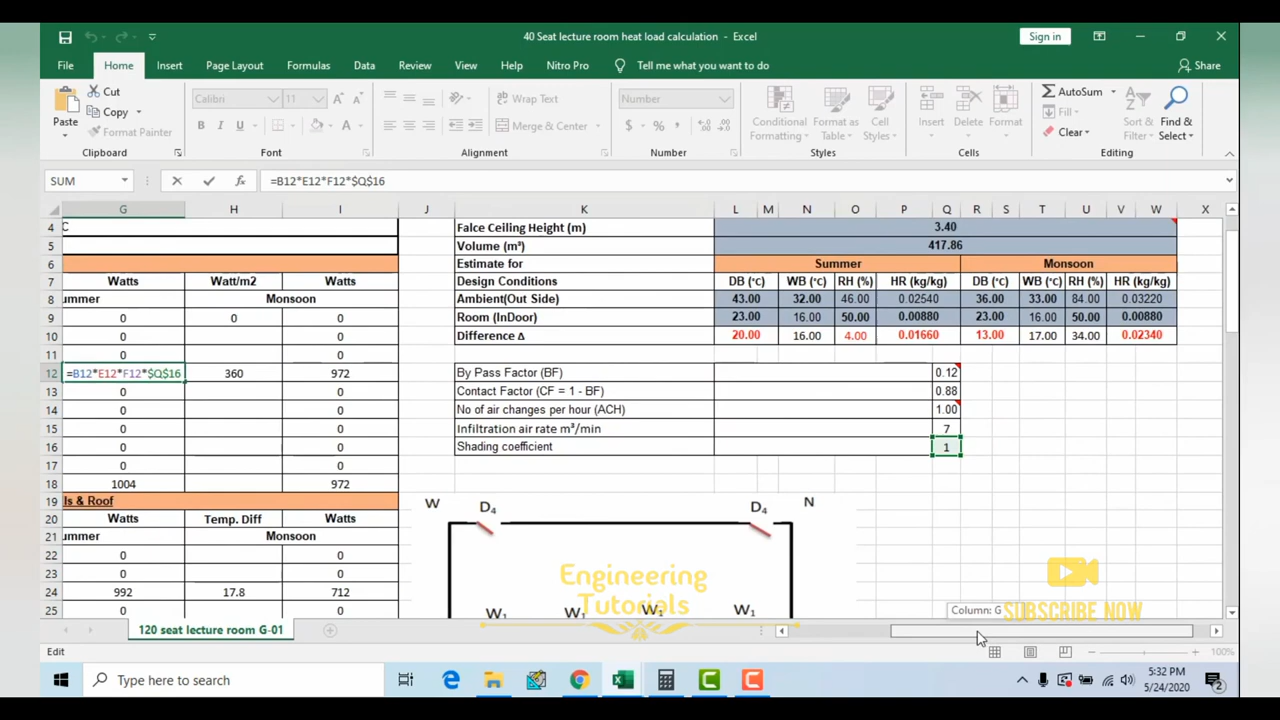 40 Seat lecture room heat load calculation - Excel
Sign in
File Home Insert Page Layout Formulas Data Review View Help Nitro Pro Tell me what you want to do Share
Paste Cut Copy Format Painter Calibri 11 B I U Wrap Text Merge & Center Number $ % , Conditional Formatting Format as Table Cell Styles Insert Delete Format AutoSum Fill Clear Sort & Filter Find & Select
Clipboard Font Alignment Number Styles Cells Editing
SUM =B12*E12*F12*$Q$16
G H I J K L M N O P Q R S T U V W X
4 C Falce Ceiling Height (m) 3.40
5 Volume (m³) 417.86
6 Estimate for Summer Monsoon
7 Watts Watt/m2 Watts Design Conditions DB (°c) WB (°c) RH (%) HR (kg/kg) DB (°c) WB (°c) RH (%) HR (kg/kg)
8 ummer Monsoon Ambient(Out Side) 43.00 32.00 46.00 0.02540 36.00 33.00 84.00 0.03220
9 0 0 0 Room (InDoor) 23.00 16.00 50.00 0.00880 23.00 16.00 50.00 0.00880
10 0 0 Difference Δ 20.00 16.00 4.00 0.01660 13.00 17.00 34.00 0.02340
11 0 0
12 =B12*E12*F12*$Q$16 360 972 By Pass Factor (BF) 0.12
13 0 0 Contact Factor (CF = 1 - BF) 0.88
14 0 0 No of air changes per hour (ACH) 1.00
15 0 0 Infiltration air rate m³/min 7
16 0 0 Shading coefficient 1
17 0 0
18 1004 972
19 ls & Roof W D₄ D₄ N
20 Watts Temp. Diff Watts
21 ummer Monsoon
22 0 0
23 0 0
24 992 17.8 712
25 0 0
W₁ W₁ W₁ W₁
Engineering
Tutorials
Column: G
SUBSCRIBE NOW
120 seat lecture room G-01
Edit 100%
Type here to search
5:32 PM
5/24/2020
2